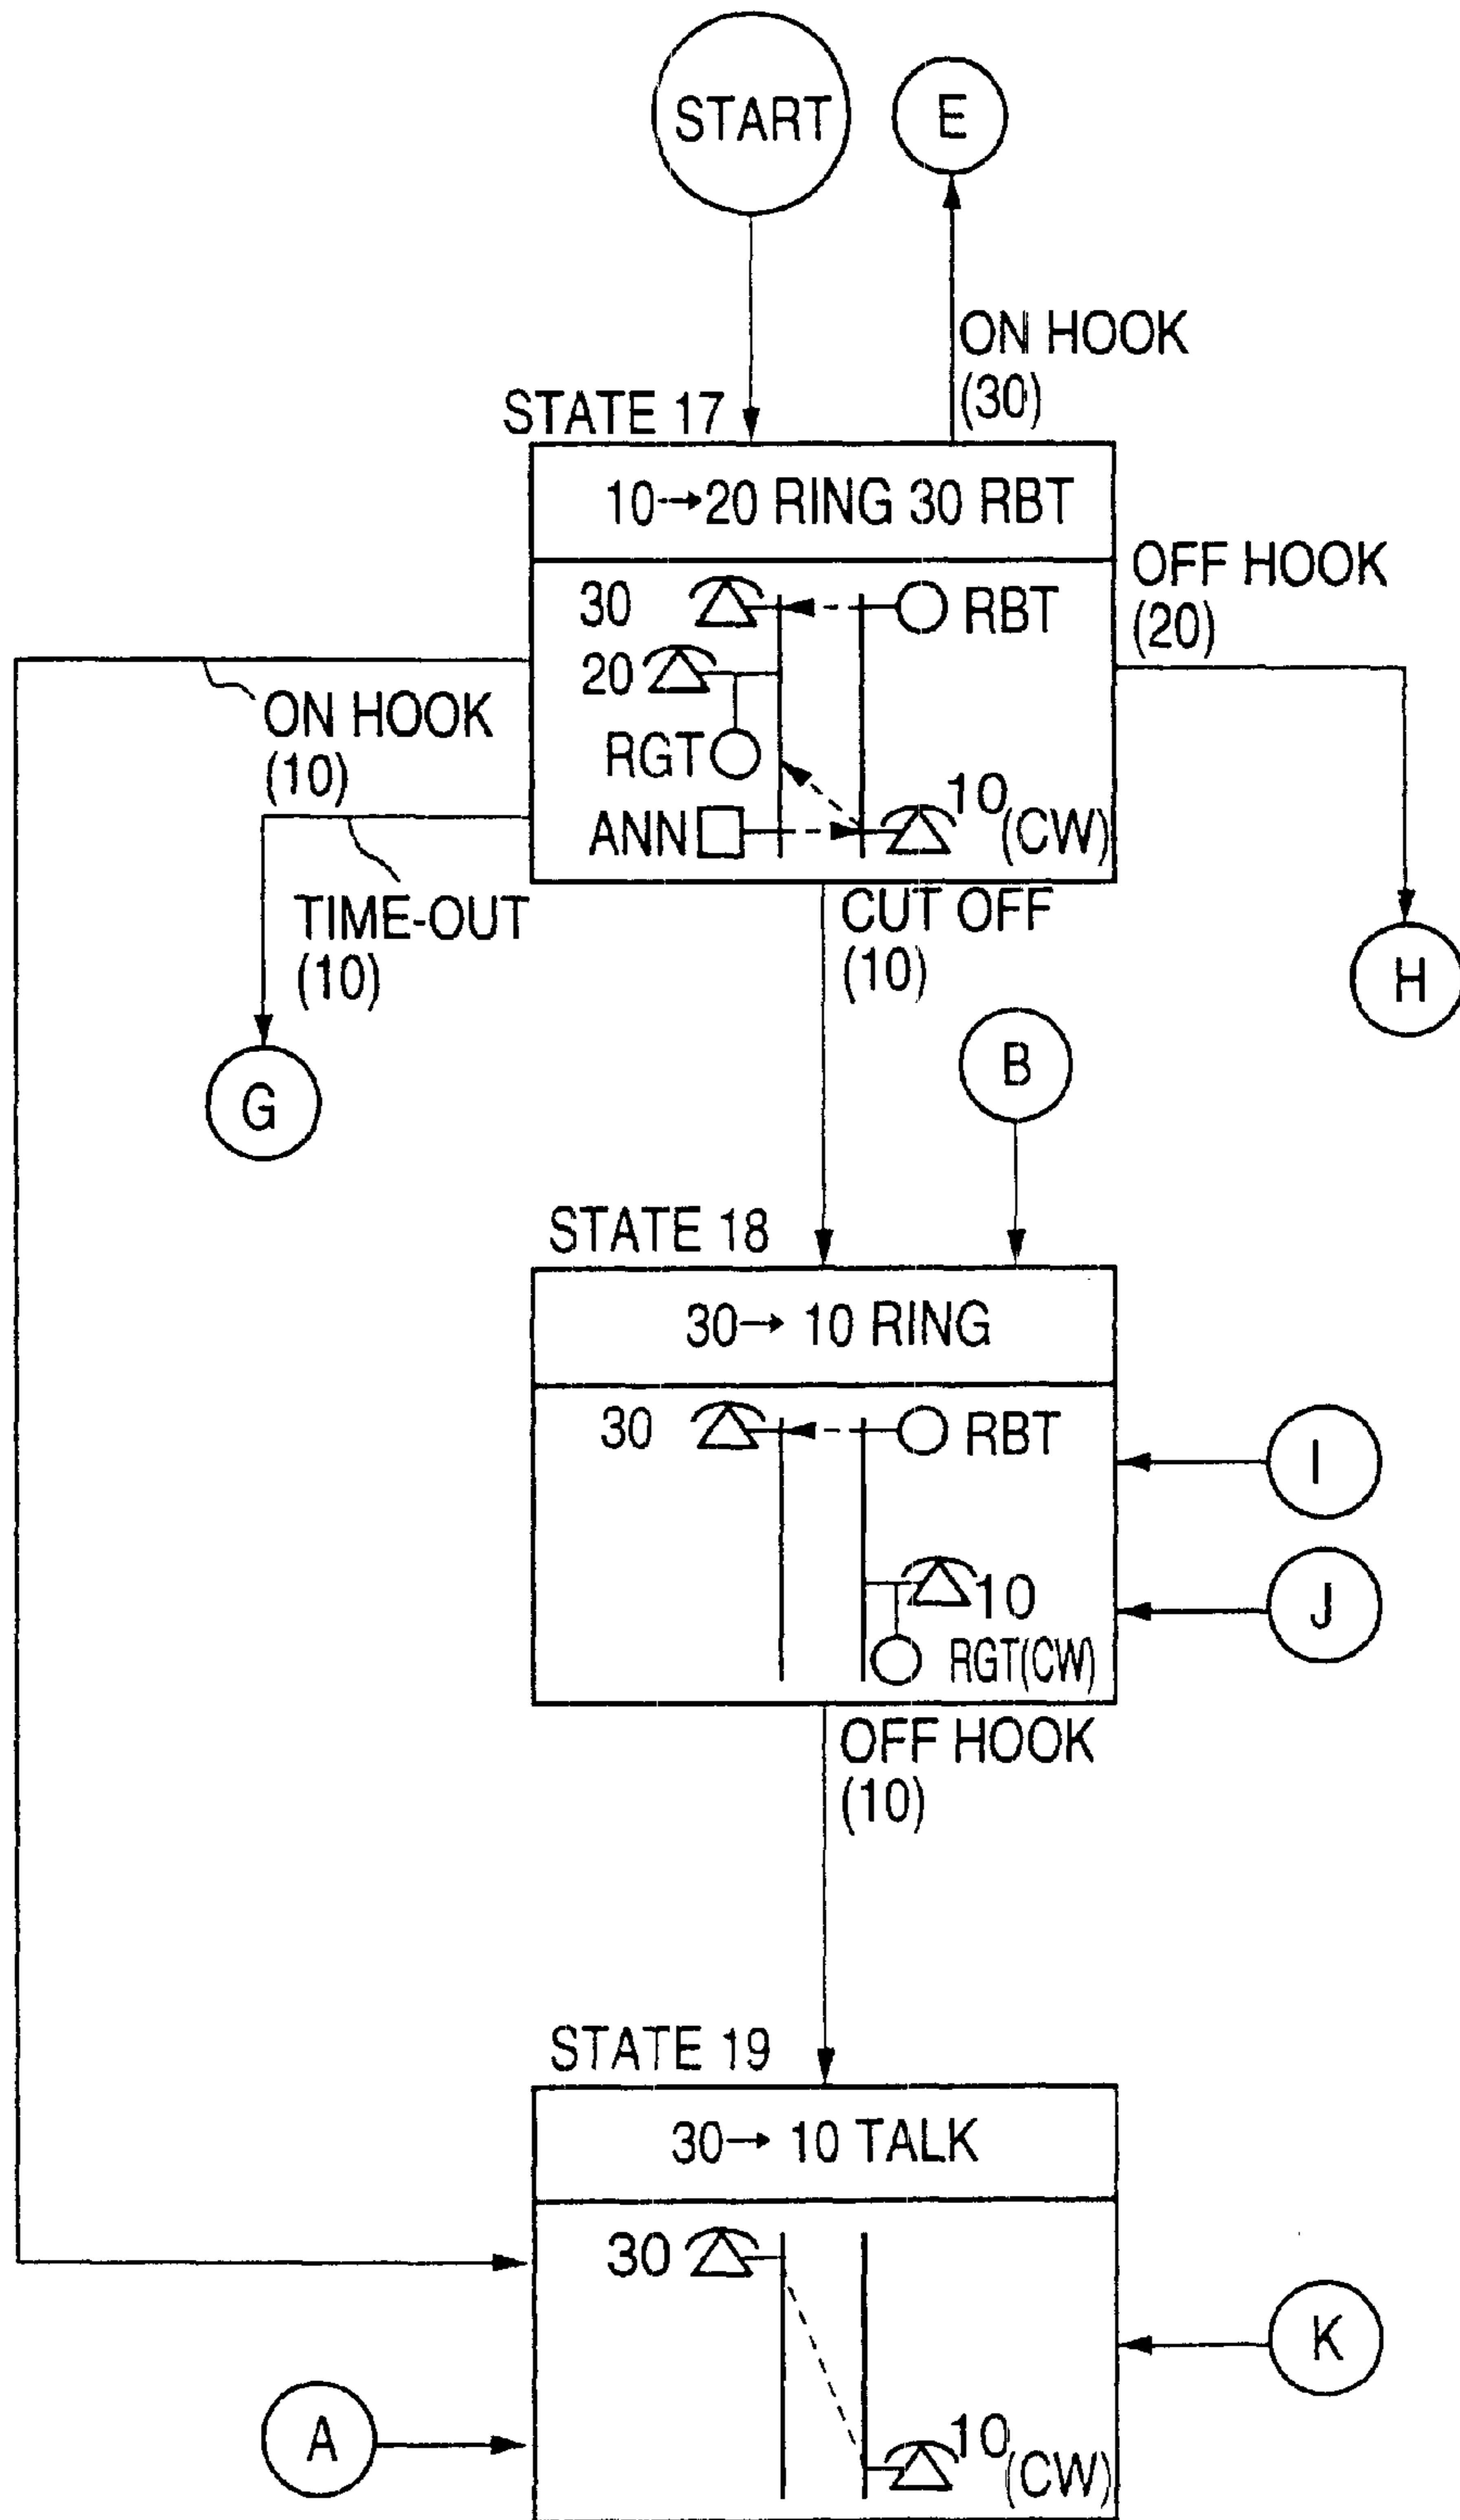 START
E
ON HOOK
(30)
STATE 17
10→20 RING 30 RBT
OFF HOOK
(20)
30
RBT
20
ON HOOK
(10)
RGT
10
(CW)
ANN
TIME-OUT
(10)
CUT OFF
(10)
H
G
B
STATE 18
30→ 10 RING
30
RBT
I
10
J
RGT(CW)
OFF HOOK
(10)
STATE 19
30→ 10 TALK
30
K
A
10
(CW)